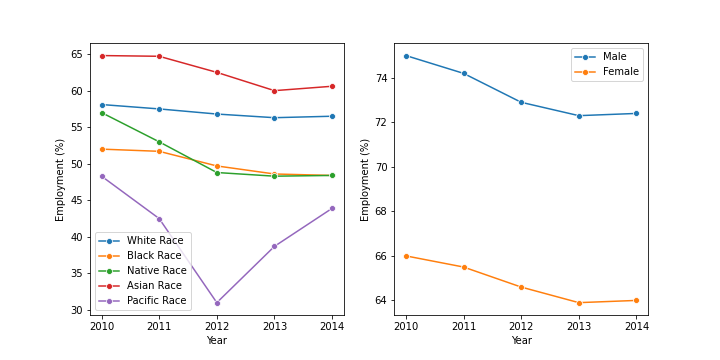 65
60
55
50
45
40
35
30
Employment (%)
2010 2011 2012 2013 2014
Year
White Race
Black Race
Native Race
Asian Race
Pacific Race
74
72
70
68
66
64
Employment (%)
2010 2011 2012 2013 2014
Year
Male
Female